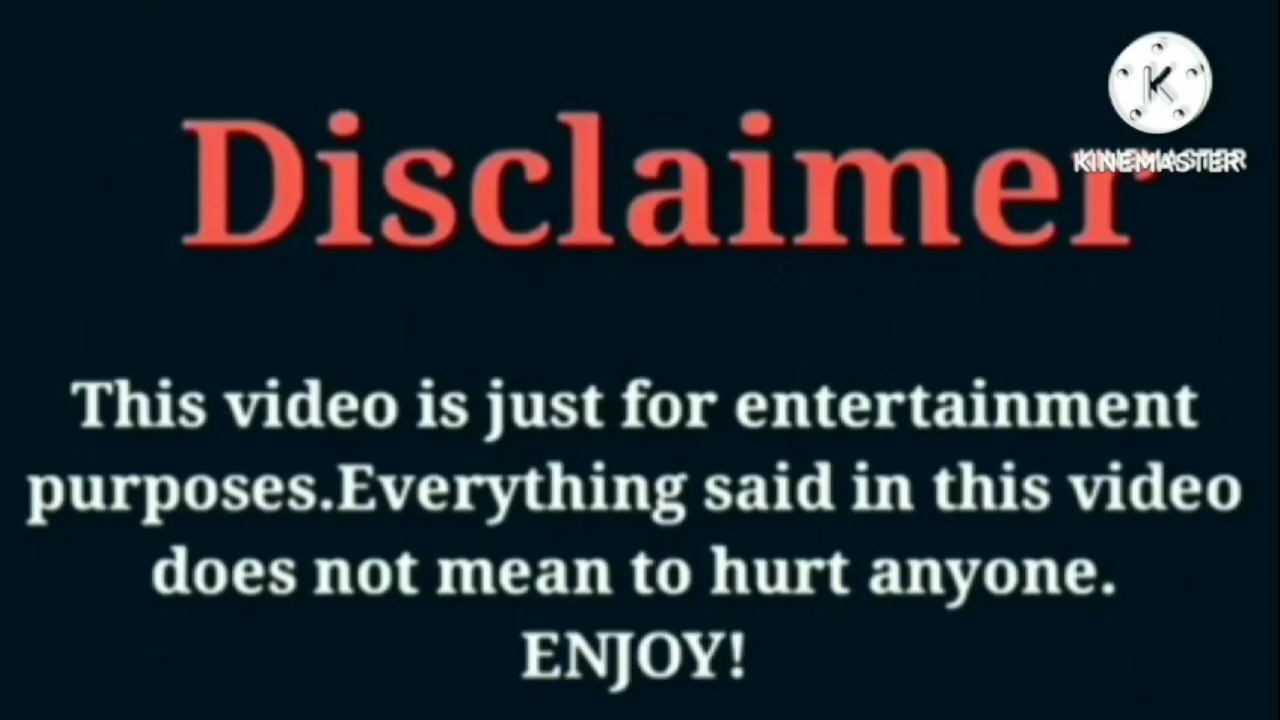 K
KINEMASTER
Disclaimer
This video is just for entertainment
purposes.Everything said in this video
does not mean to hurt anyone.
ENJOY!